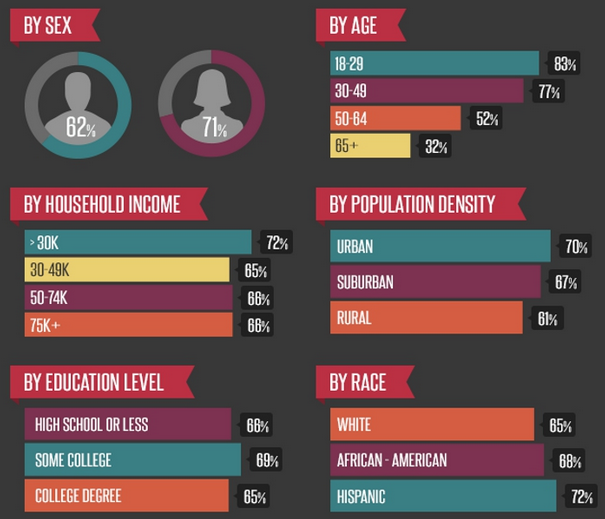 BY SEX
62%
71%
BY AGE
18-29
83%
30-49
77%
50-64
52%
65+
32%
BY HOUSEHOLD INCOME
>30K
72%
30-49K
65%
50-74K
66%
75K+
66%
BY POPULATION DENSITY
URBAN
70%
SUBURBAN
67%
RURAL
61%
BY EDUCATION LEVEL
HIGH SCHOOL OR LESS
66%
SOME COLLEGE
69%
COLLEGE DEGREE
65%
BY RACE
WHITE
65%
AFRICAN - AMERICAN
68%
HISPANIC
72%